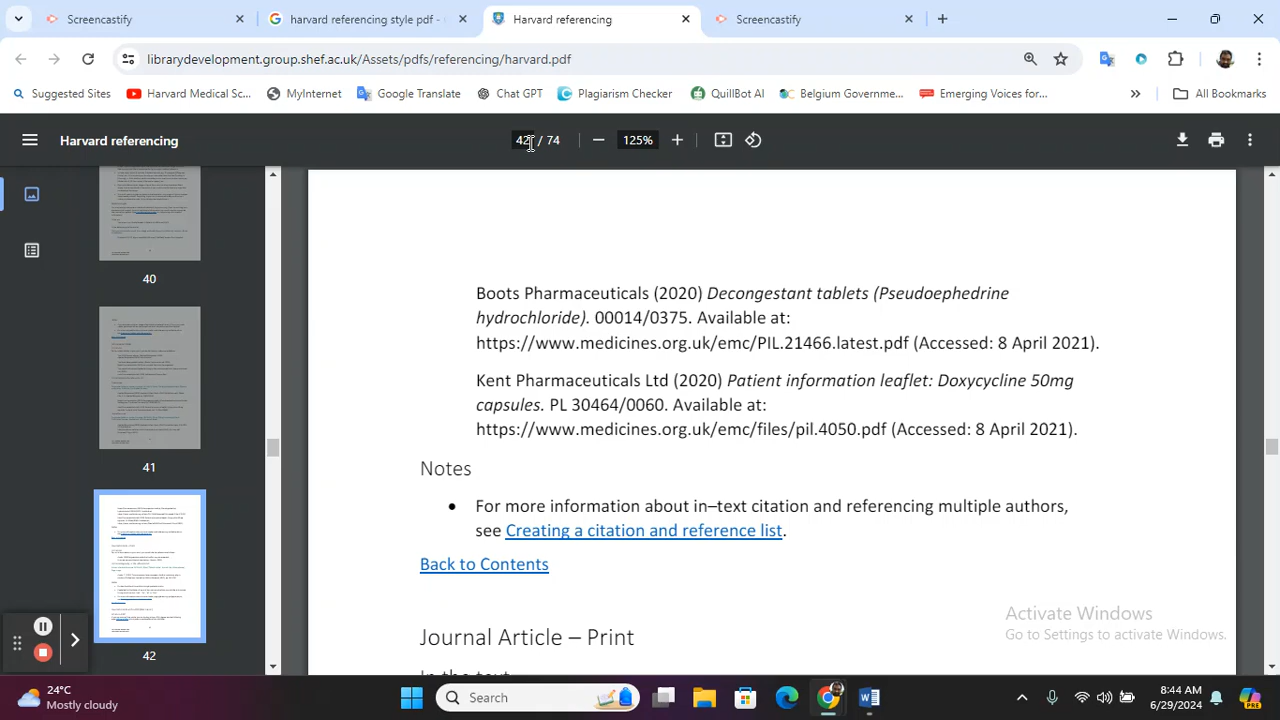 Screencastify
harvard referencing style pdf -
Harvard referencing
Screencastify
librarydevelopment.group.shef.ac.uk/Assets/pdfs/referencing/harvard.pdf
Suggested Sites
Harvard Medical Sc...
MyInternet
Google Translate
Chat GPT
Plagiarism Checker
QuillBot AI
Belgium Governme...
Emerging Voices for...
All Bookmarks
Harvard referencing
42 / 74
125%
40
41
42
Boots Pharmaceuticals (2020) Decongestant tablets (Pseudoephedrine
hydrochloride). 00014/0375. Available at:
https://www.medicines.org.uk/emc/PIL.21466.latest.pdf (Accessed: 8 April 2021).
Kent Pharmaceuticals Ltd (2020) Patient information leaflet: Doxycycline 50mg
capsules. PL 30464/0060. Available at:
https://www.medicines.org.uk/emc/files/pil.4950.pdf (Accessed: 8 April 2021).
Notes
• For more information about in–text citation and referencing multiple authors,
see Creating a citation and reference list.
Back to Contents
Journal Article – Print
In the text
Activate Windows
Go to Settings to activate Windows.
24°C
Mostly cloudy
Search
8:44 AM
6/29/2024
PRE